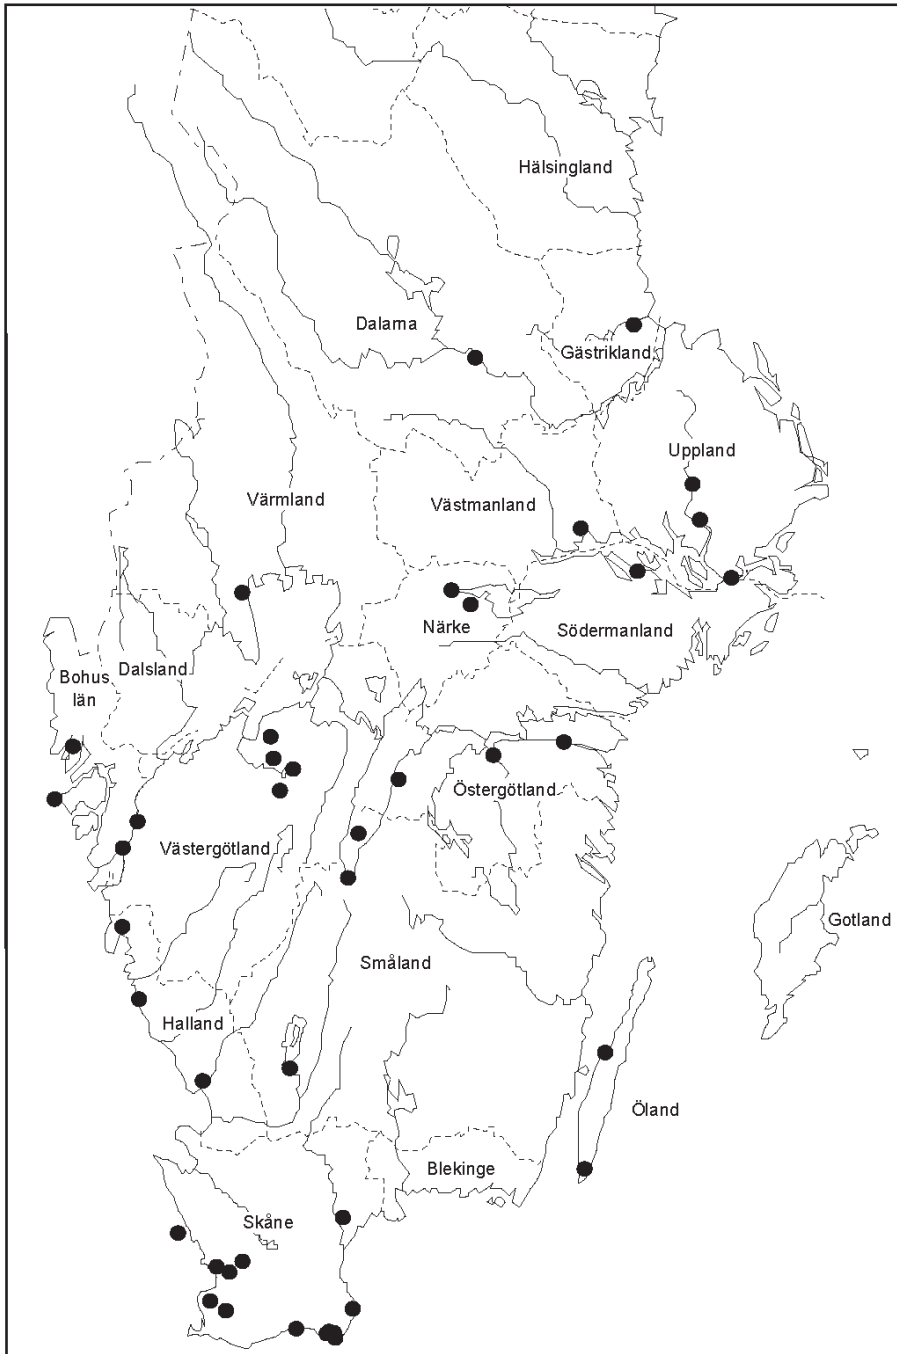 Hälsingland
Dalarna
Gästrikland
Uppland
Värmland
Västmanland
Närke
Södermanland
Dalsland
Bohus
län
Östergötland
Västergötland
Gotland
Småland
Halland
Öland
Blekinge
Skåne